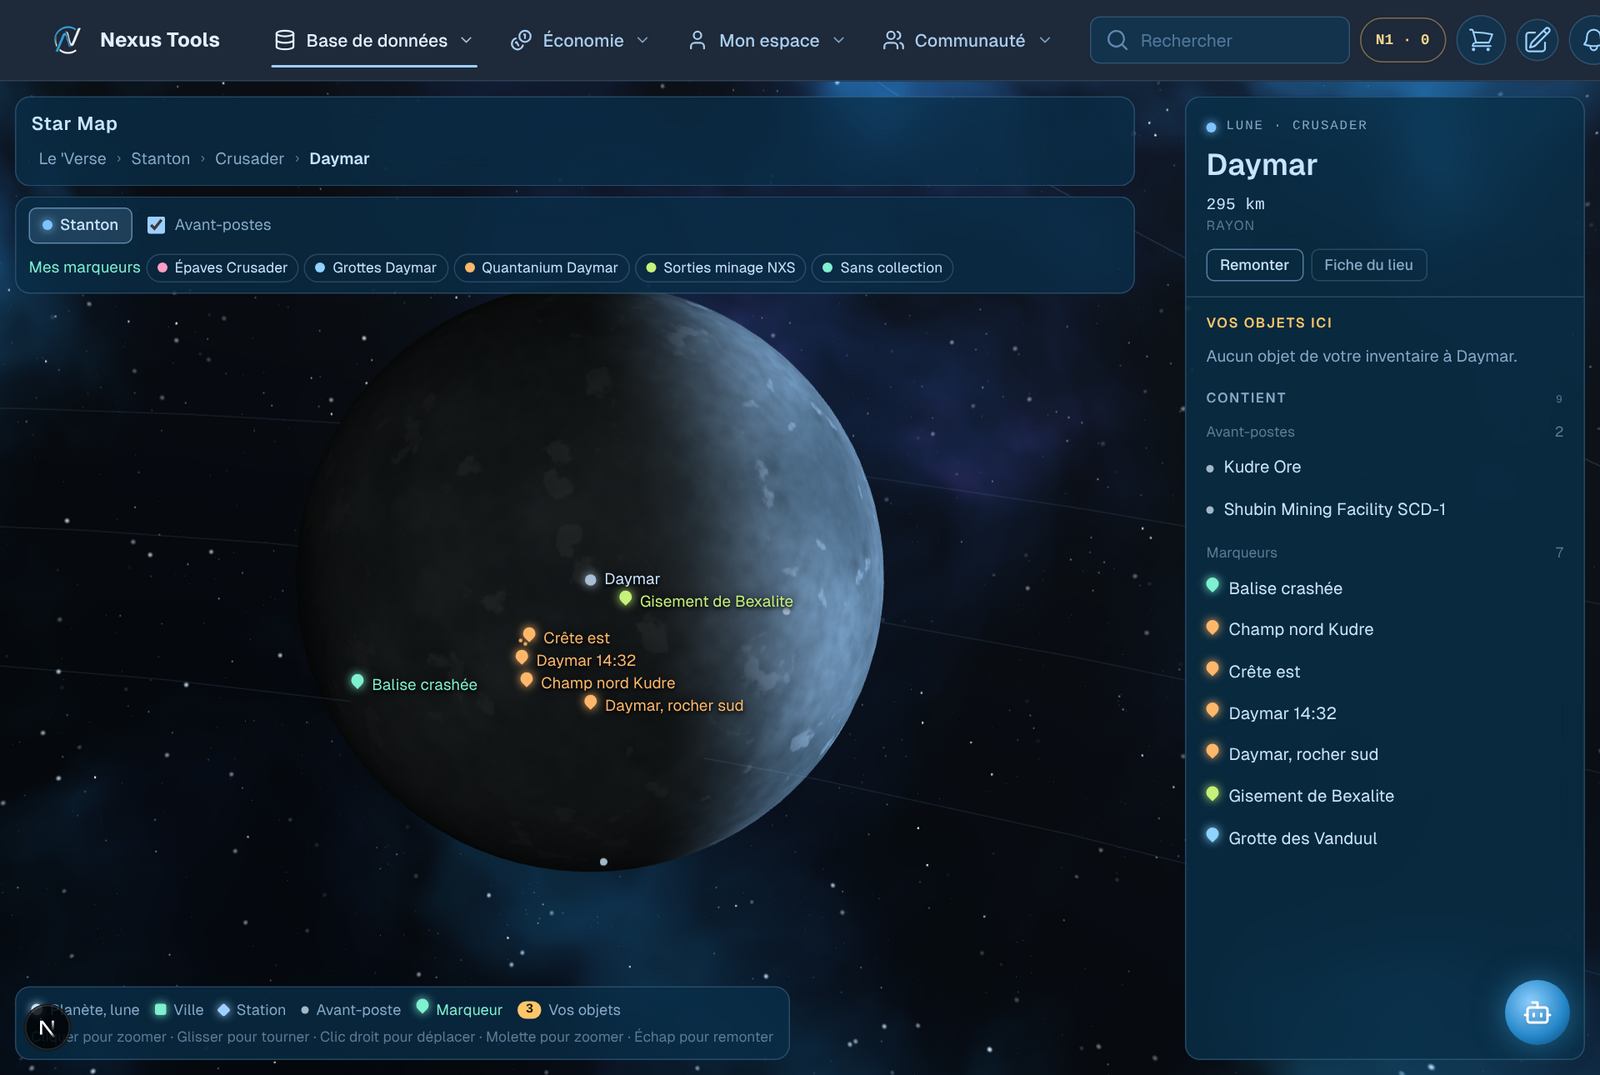 Nexus Tools
Base de données
Économie
Mon espace
Communauté
Rechercher
N1 · 0
Star Map
Le 'Verse › Stanton › Crusader › Daymar
Stanton
Avant-postes
Mes marqueurs
Épaves Crusader
Grottes Daymar
Quantanium Daymar
Sorties minage NXS
Sans collection
Daymar
Gisement de Bexalite
Crête est
Daymar 14:32
Champ nord Kudre
Balise crashée
Daymar, rocher sud
LUNE · CRUSADER
Daymar
295 km
RAYON
Remonter
Fiche du lieu
VOS OBJETS ICI
Aucun objet de votre inventaire à Daymar.
CONTIENT 9
Avant-postes 2
Kudre Ore
Shubin Mining Facility SCD-1
Marqueurs 7
Balise crashée
Champ nord Kudre
Crête est
Daymar 14:32
Daymar, rocher sud
Gisement de Bexalite
Grotte des Vanduul
Planète, lune
Ville
Station
Avant-poste
Marqueur
3 Vos objets
N
pour zoomer · Glisser pour tourner · Clic droit pour déplacer · Molette pour zoomer · Échap pour remonter